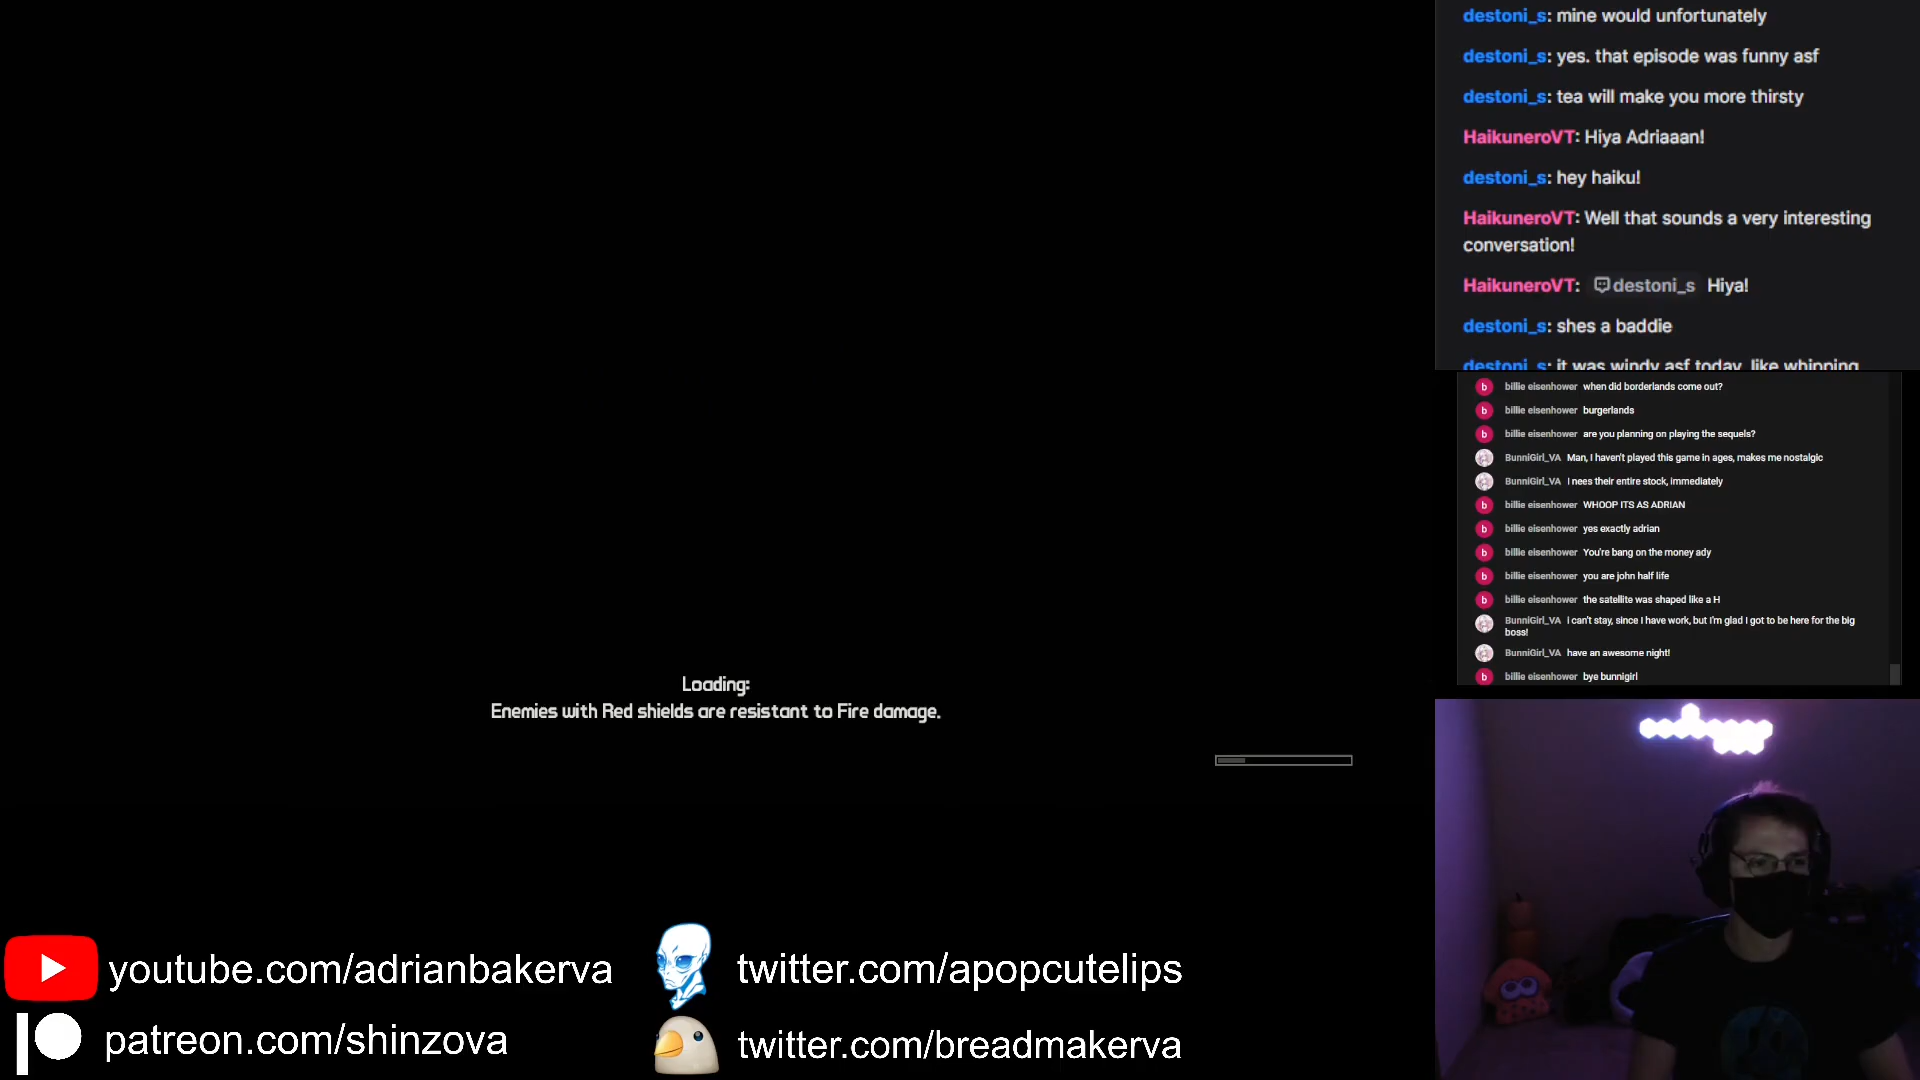 destoni_s: mine would unfortunately
destoni_s: yes. that episode was funny asf
destoni_s: tea will make you more thirsty
HaikuneroVT: Hiya Adriaaan!
destoni_s: hey haiku!
HaikuneroVT: Well that sounds a very interesting
conversation!
HaikuneroVT: destoni_s Hiya!
destoni_s: shes a baddie
destoni_s: it was windy asf today, like whipping
b billie eisenhower when did borderlands come out?
b billie eisenhower burgerlands
b billie eisenhower are you planning on playing the sequels?
BunniGirl_VA Man, I haven't played this game in ages, makes me nostalgic
BunniGirl_VA I nees their entire stock, immediately
b billie eisenhower WHOOP ITS AS ADRIAN
b billie eisenhower yes exactly adrian
b billie eisenhower You're bang on the money ady
b billie eisenhower you are john half life
b billie eisenhower the satellite was shaped like a H
BunniGirl_VA I can't stay, since I have work, but I'm glad I got to be here for the big
boss!
BunniGirl_VA have an awesome night!
b billie eisenhower bye bunnigirl
Loading:
Enemies with Red shields are resistant to Fire damage.
youtube.com/adrianbakerva
twitter.com/apopcutelips
patreon.com/shinzova
twitter.com/breadmakerva